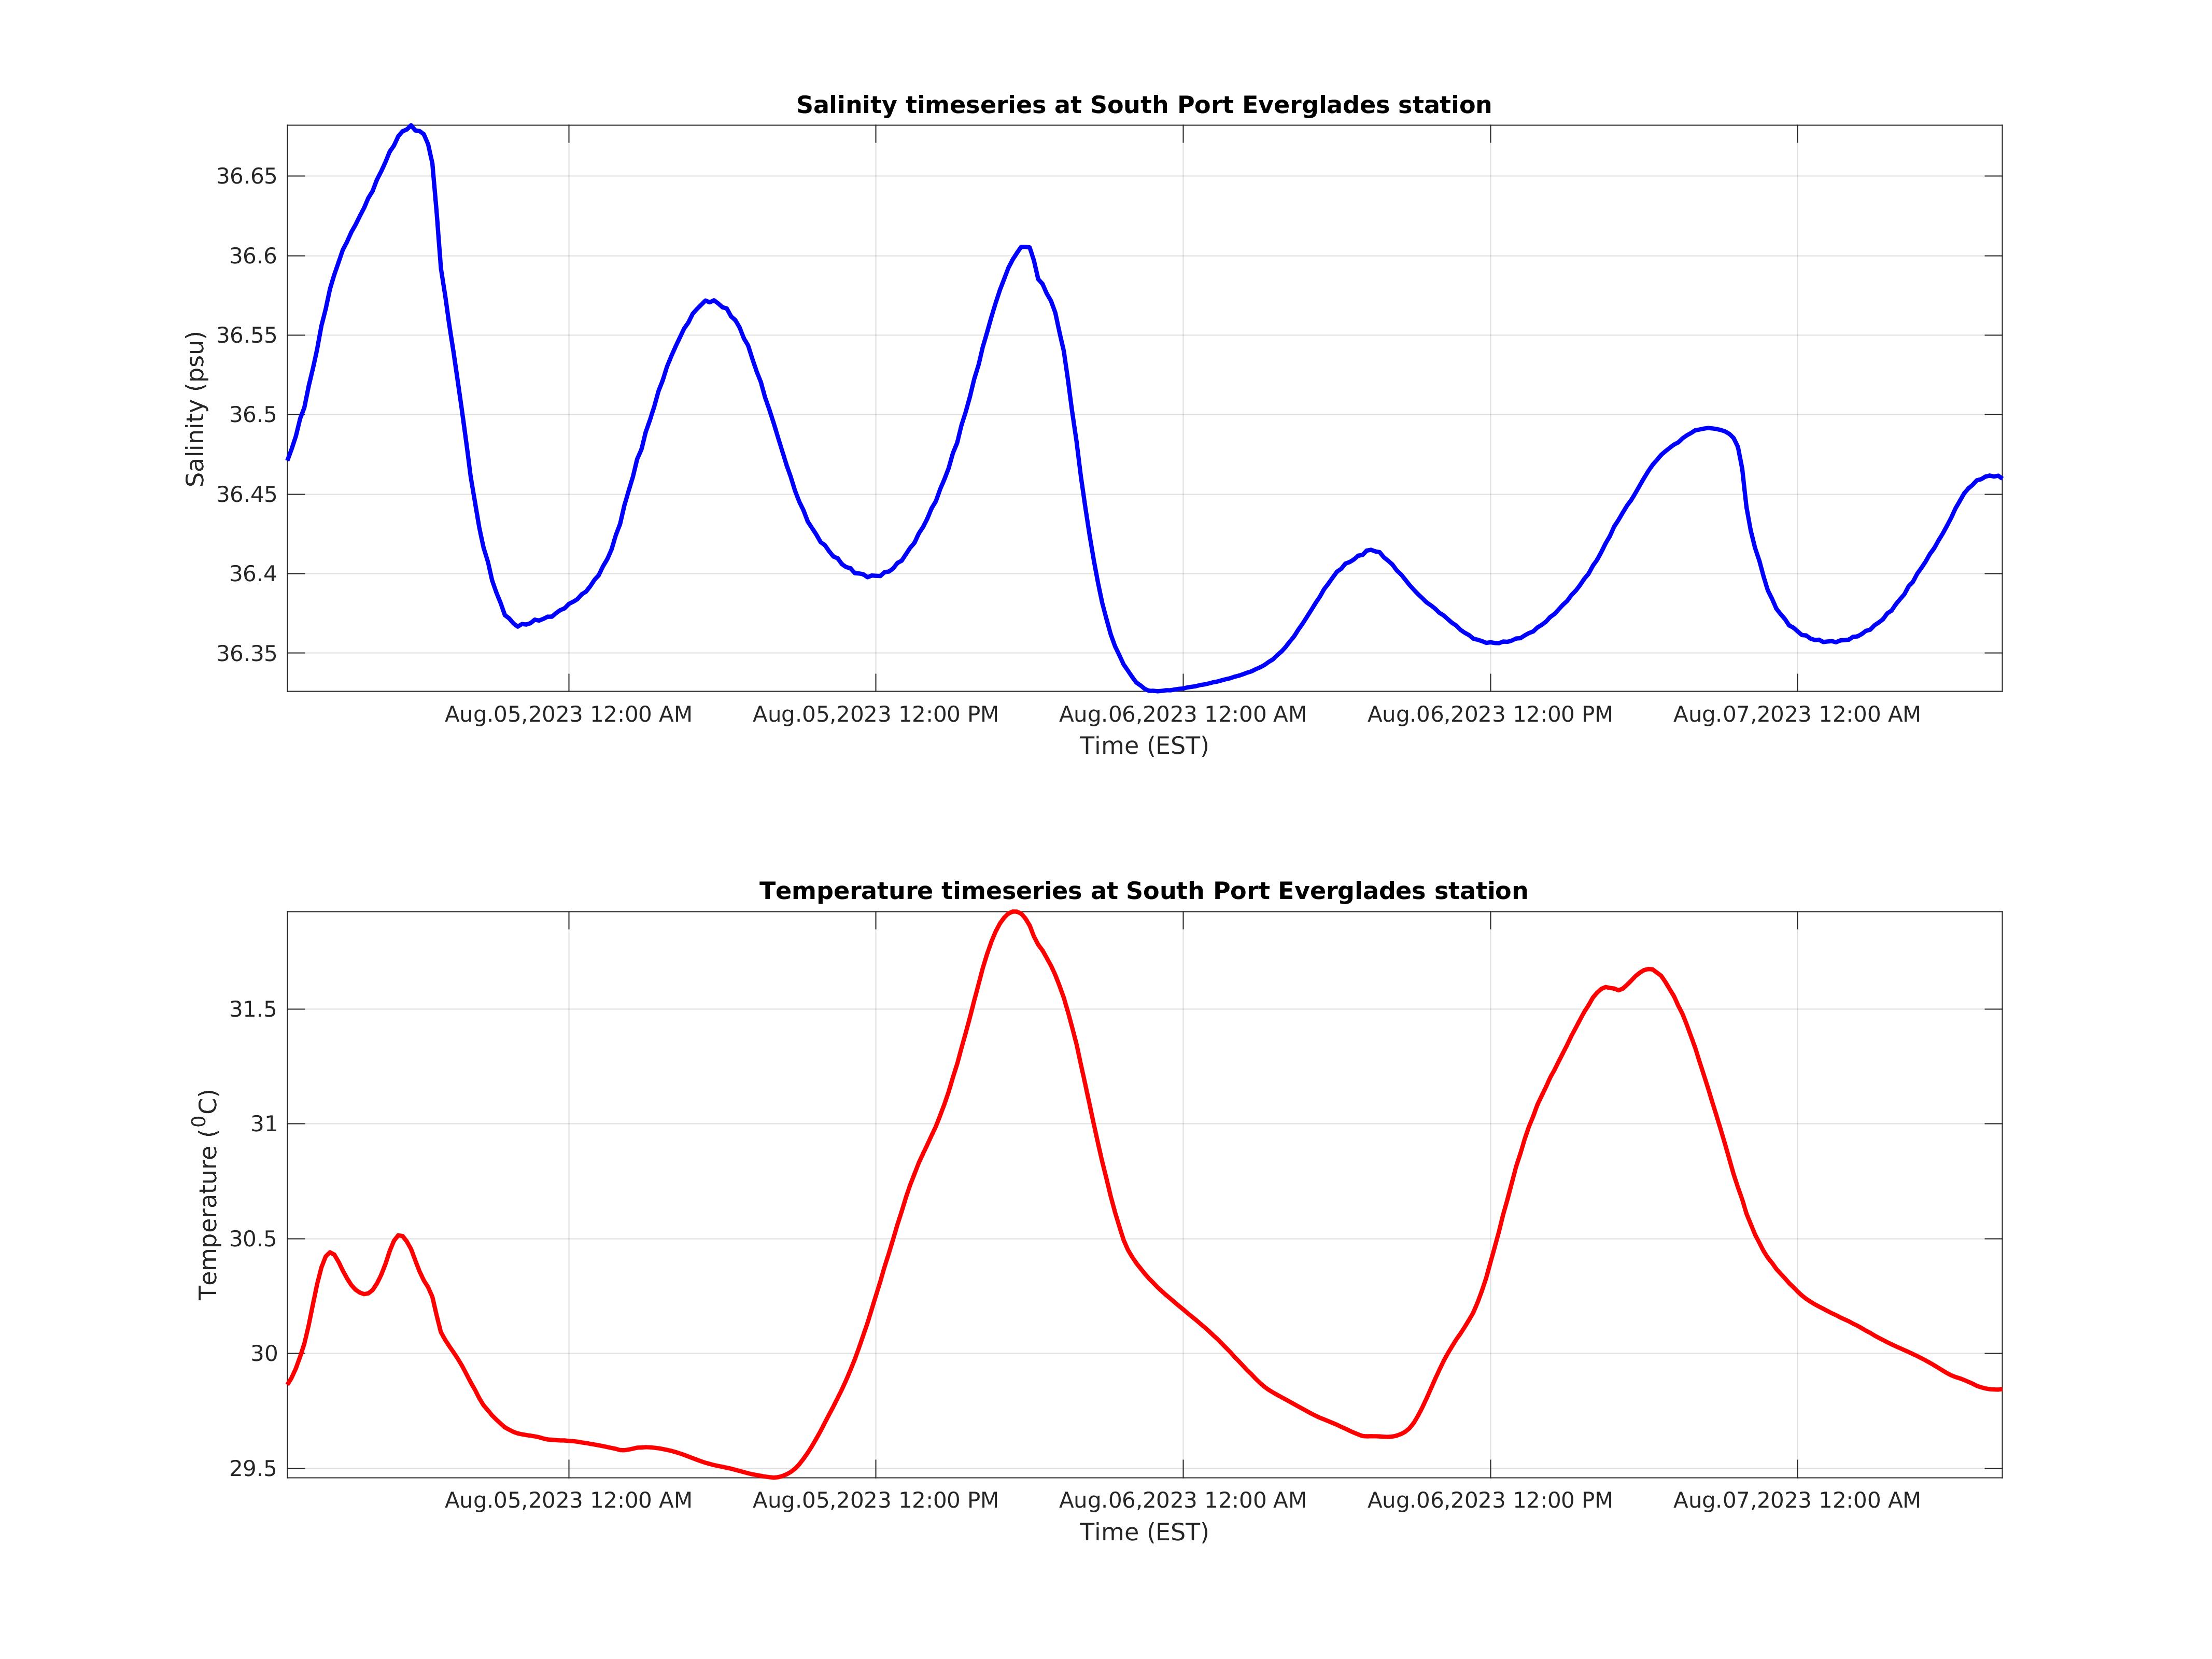 Salinity timeseries at South Port Everglades station
36.65
36.6
36.55
36.5
36.45
36.4
36.35
Salinity (psu)
Aug.05,2023 12:00 AM Aug.05,2023 12:00 PM Aug.06,2023 12:00 AM Aug.06,2023 12:00 PM Aug.07,2023 12:00 AM
Time (EST)
Temperature timeseries at South Port Everglades station
31.5
31
30.5
30
29.5
Temperature (⁰C)
Aug.05,2023 12:00 AM Aug.05,2023 12:00 PM Aug.06,2023 12:00 AM Aug.06,2023 12:00 PM Aug.07,2023 12:00 AM
Time (EST)